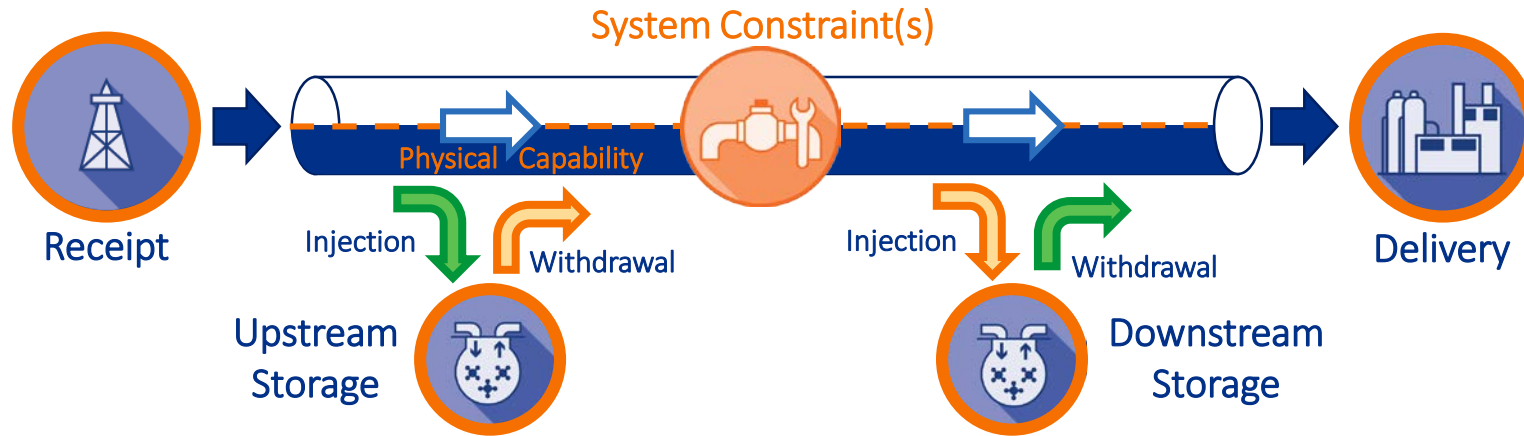 System Constraint(s)
Physical Capability
Receipt
Injection
Withdrawal
Injection
Withdrawal
Delivery
Upstream
Storage
Downstream
Storage